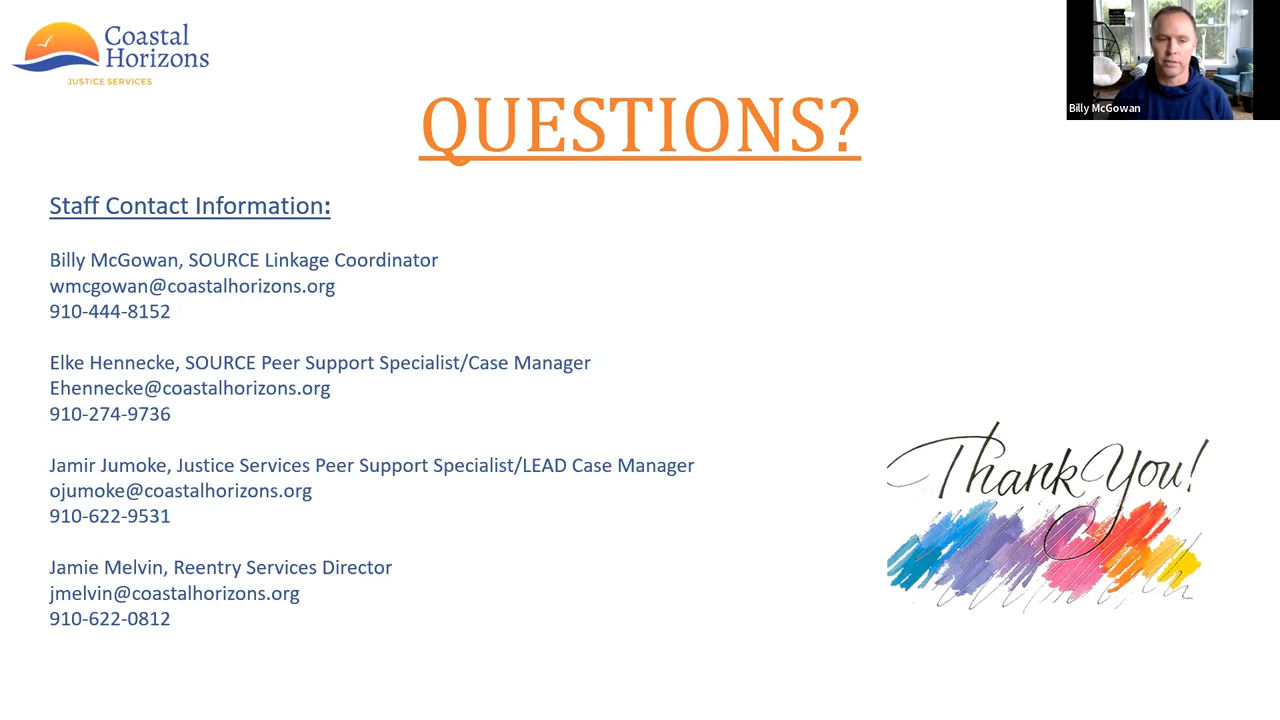 Coastal
Horizons
JUSTICE SERVICES
Billy McGowan
QUESTIONS?
Staff Contact Information:
Billy McGowan, SOURCE Linkage Coordinator
wmcgowan@coastalhorizons.org
910-444-8152
Elke Hennecke, SOURCE Peer Support Specialist/Case Manager
Ehennecke@coastalhorizons.org
910-274-9736
Jamir Jumoke, Justice Services Peer Support Specialist/LEAD Case Manager
ojumoke@coastalhorizons.org
910-622-9531
Jamie Melvin, Reentry Services Director
jmelvin@coastalhorizons.org
910-622-0812
Thank You!